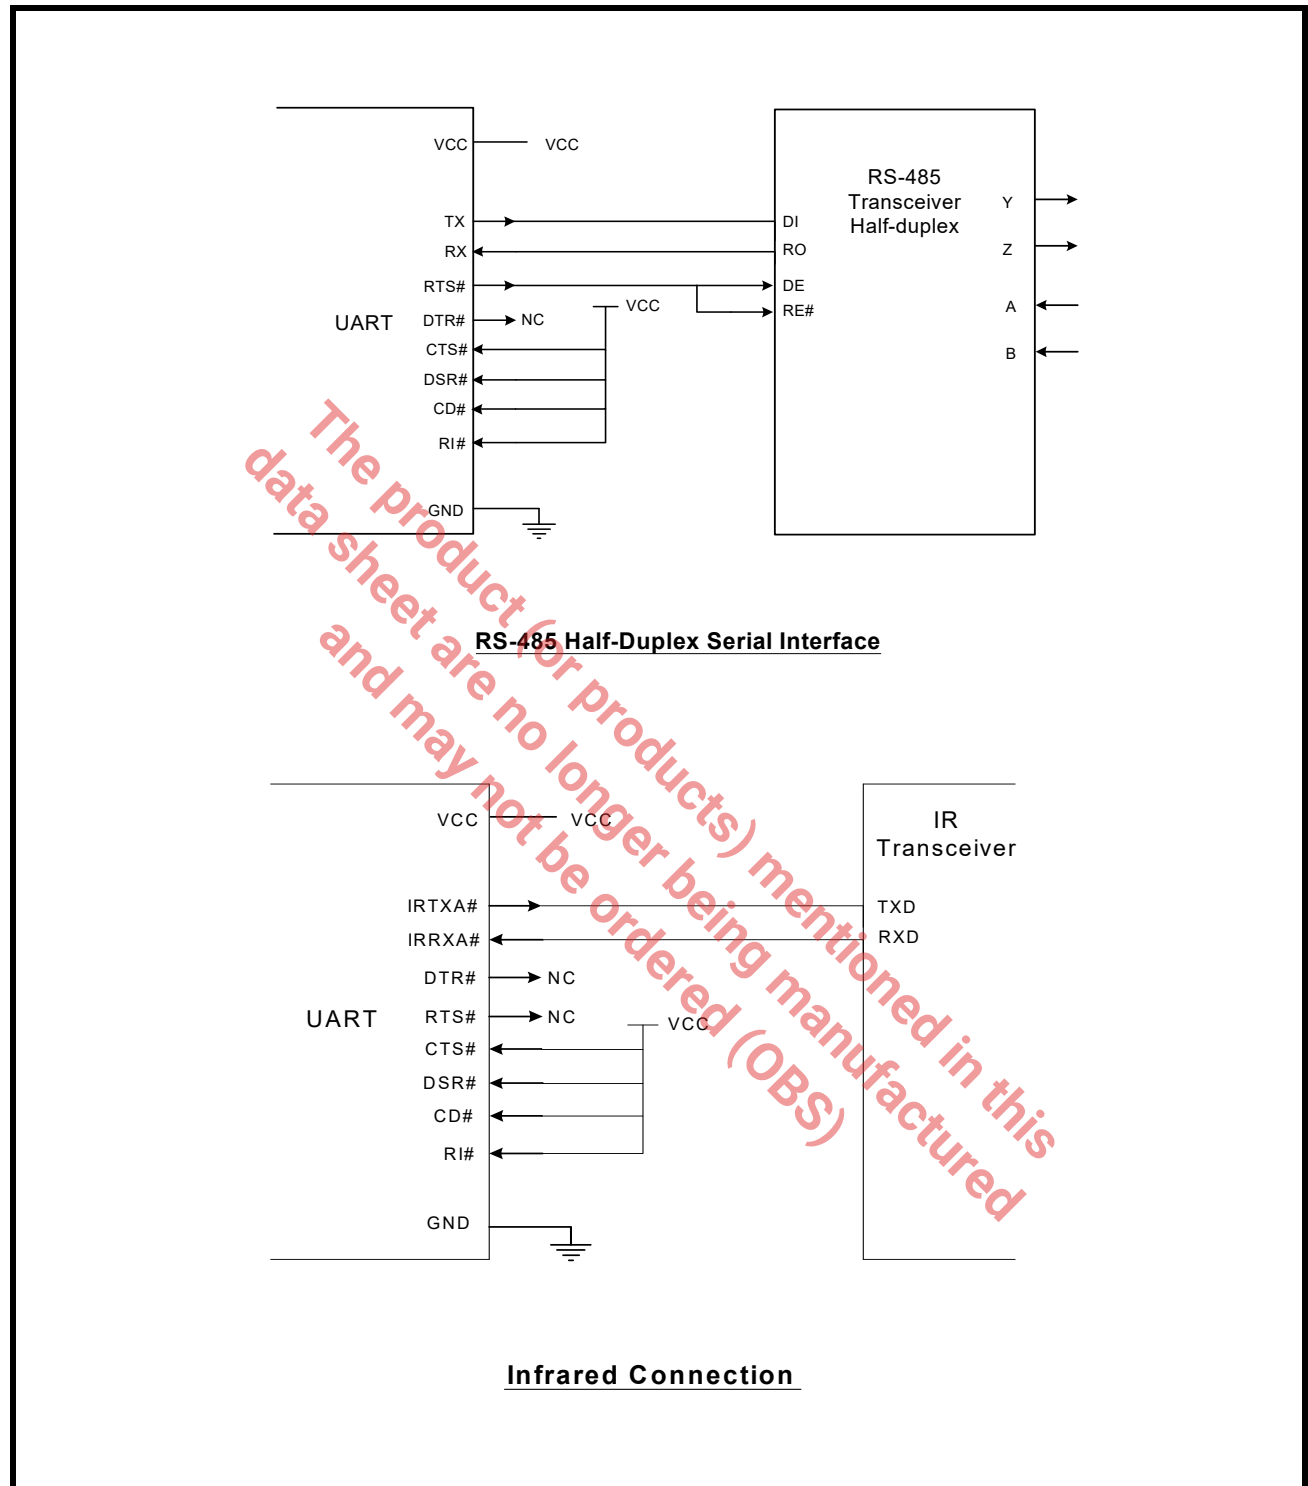 VCC VCC
RS-485
Transceiver
Half-duplex
Y
TX DI
RX RO
Z
RTS# DE
VCC
RE#
A
UART
DTR# NC
CTS#
B
DSR#
CD#
RI#
GND
RS-485 Half-Duplex Serial Interface
The product (or products) mentioned in this
data sheet are no longer being manufactured
and may not be ordered (OBS)
VCC VCC
IR
Transceiver
IRTXA# TXD
IRRXA# RXD
DTR# NC
UART
RTS# NC
VCC
CTS#
DSR#
CD#
RI#
GND
Infrared Connection